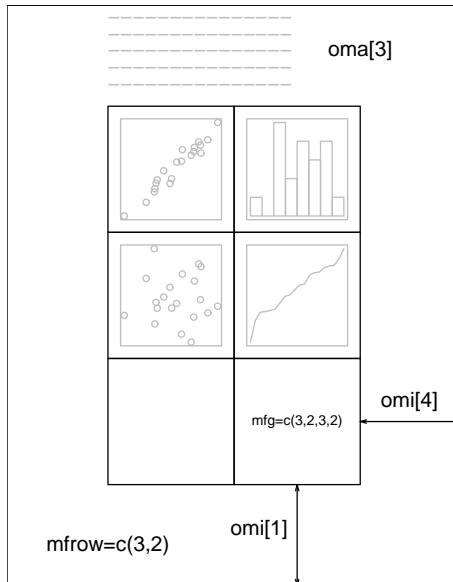 oma[3]
omi[4]
mfg=c(3,2,3,2)
omi[1]
mfrow=c(3,2)